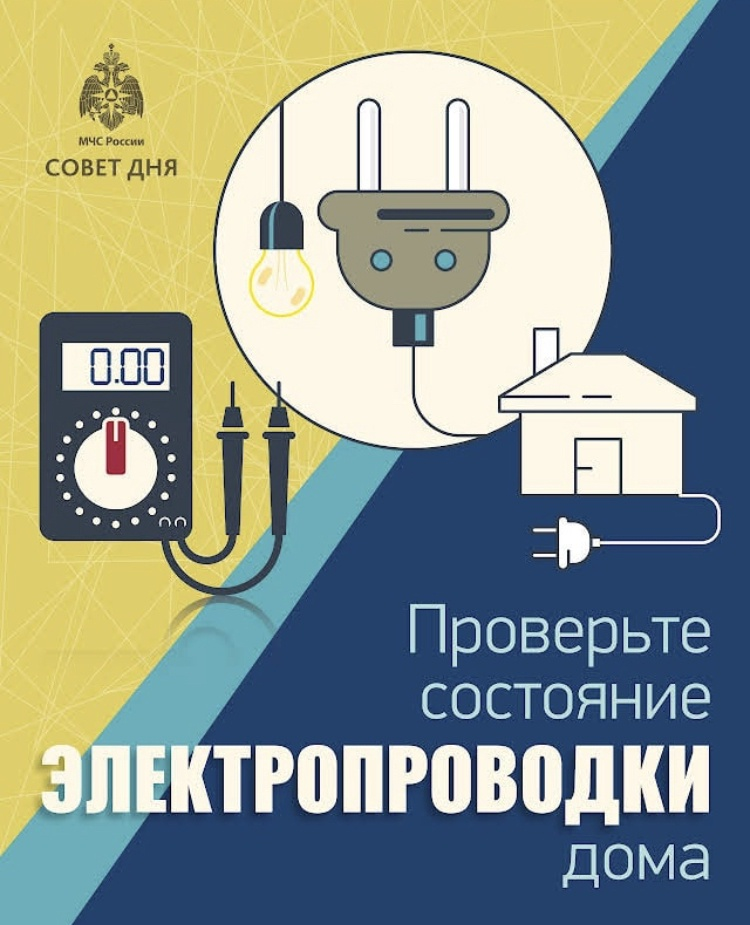 МЧС России
СОВЕТ ДНЯ
0.00
Проверьте
состояние
ЭЛЕКТРОПРОВОДКИ
дома